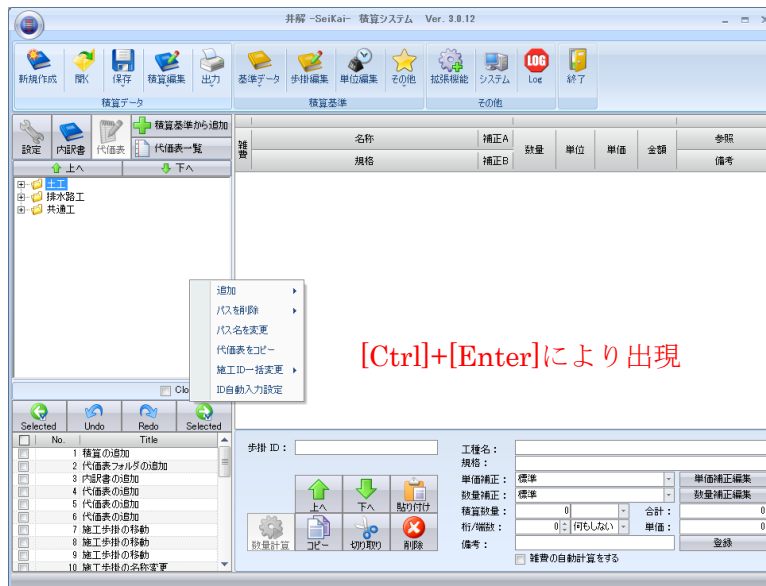 井解 -SeiKai- 積算システム Ver. 3.0.12
新規作成 開く 保存 積算編集 出力 基準データ 歩掛編集 単位編集 その他 拡張機能 システム Log 終了
LOG
積算データ 積算基準 その他
設定 内訳書 代価表 積算基準から追加
代価表一覧
上へ 下へ
土工
排水路工
共通工
雑費 名称 補正A 数量 単位 単価 金額 参照
規格 補正B 備考
追加
パスを削除
パス名を変更
代価表をコピー
施工ID一括変更
ID自動入力設定
[Ctrl]+[Enter]により出現
Clo
Selected Undo Redo Selected
No. Title
1 積算の追加
2 代価表フォルダの追加
3 内訳書の追加
4 代価表の追加
5 代価表の追加
6 代価表の追加
7 施工歩掛の移動
8 施工歩掛の移動
9 施工歩掛の移動
10 施工歩掛の名称変更
歩掛 ID:
上へ 下へ 貼り付け
数量計算 コピー 切り取り 削除
工種名:
規格:
単価補正: 標準 単価補正編集
数量補正: 標準 数量補正編集
積算数量: 0 合計: 0
桁/端数: 0 何もしない 単価: 0
備考: 登録
雑費の自動計算をする